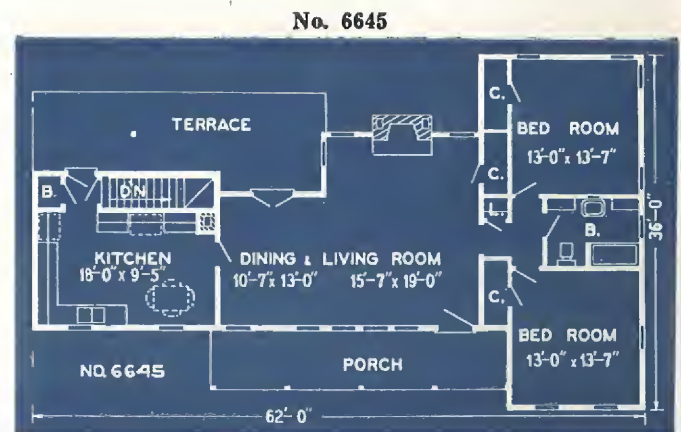 No. 6645
TERRACE
C.
BED ROOM
13'-0" x 13'-7"
B.
DN.
C.
L.
B.
36'-0"
KITCHEN
18'-0" x 9'-5"
DINING & LIVING ROOM
10'-7" x 13'-0" 15'-7" x 19'-0"
C.
BED ROOM
13'-0" x 13'-7"
PORCH
NO. 6645
62'-0"